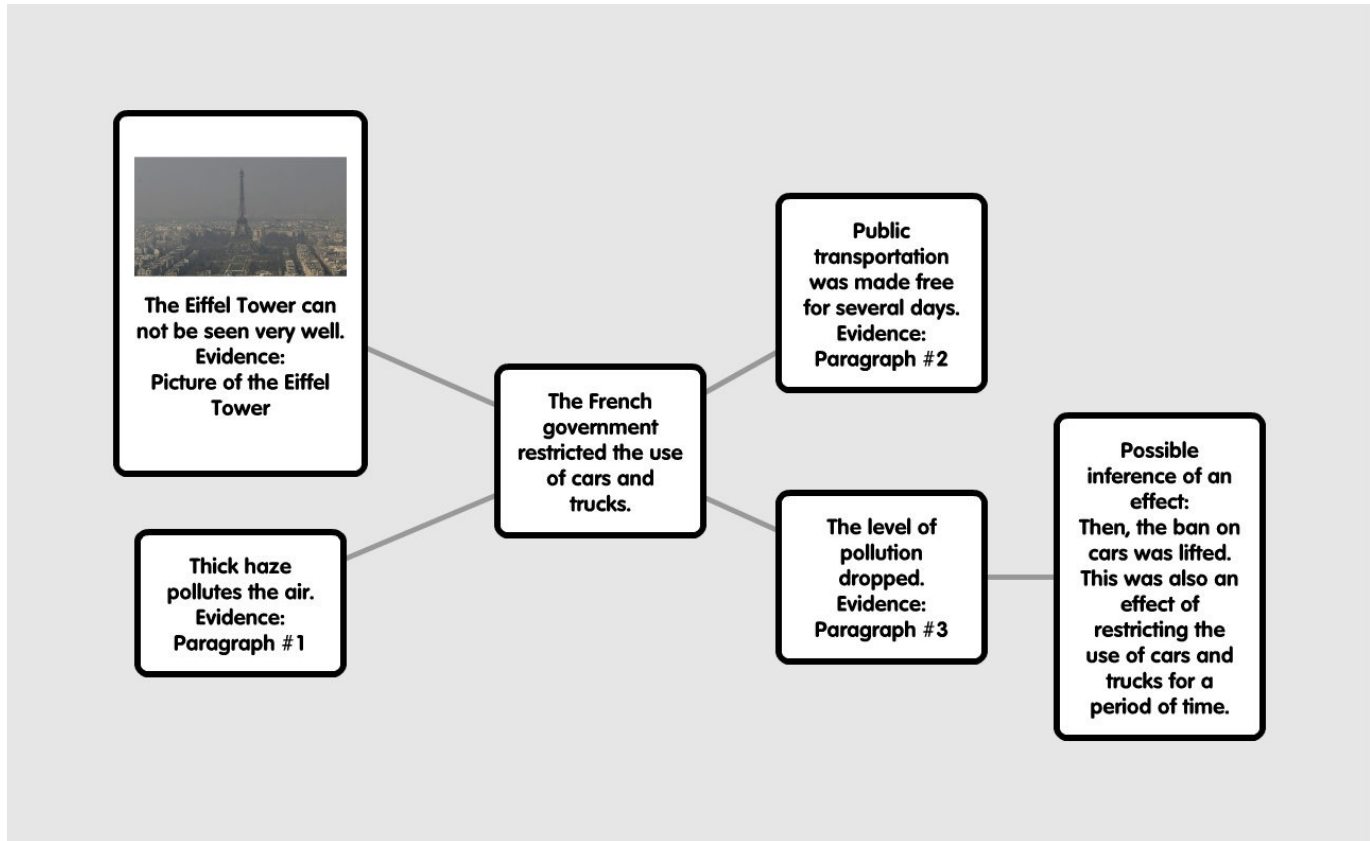 The Eiffel Tower can
not be seen very well.
Evidence:
Picture of the Eiffel
Tower
Thick haze
pollutes the air.
Evidence:
Paragraph #1
The French
government
restricted the use
of cars and
trucks.
Public
transportation
was made free
for several days.
Evidence:
Paragraph #2
The level of
pollution
dropped.
Evidence:
Paragraph #3
Possible
inference of an
effect:
Then, the ban on
cars was lifted.
This was also an
effect of
restricting the
use of cars and
trucks for a
period of time.